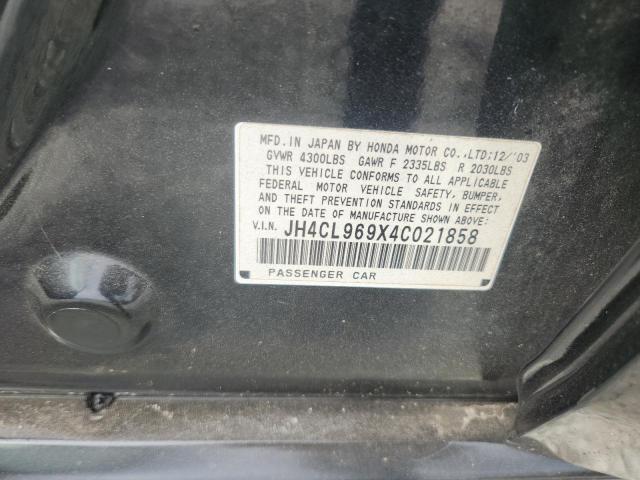 MFD. IN JAPAN BY HONDA MOTOR CO.,LTD:12/'03
GVWR 4300LBS GAWR F 2335LBS R 2030LBS
THIS VEHICLE CONFORMS TO ALL APPLICABLE
FEDERAL MOTOR VEHICLE SAFETY, BUMPER,
AND THEFT PREVENTION STANDARDS IN EFFECT
ON THE DATE OF MANUFACTURE SHOWN ABOVE:
V.I.N. JH4CL969X4C021858
PASSENGER CAR